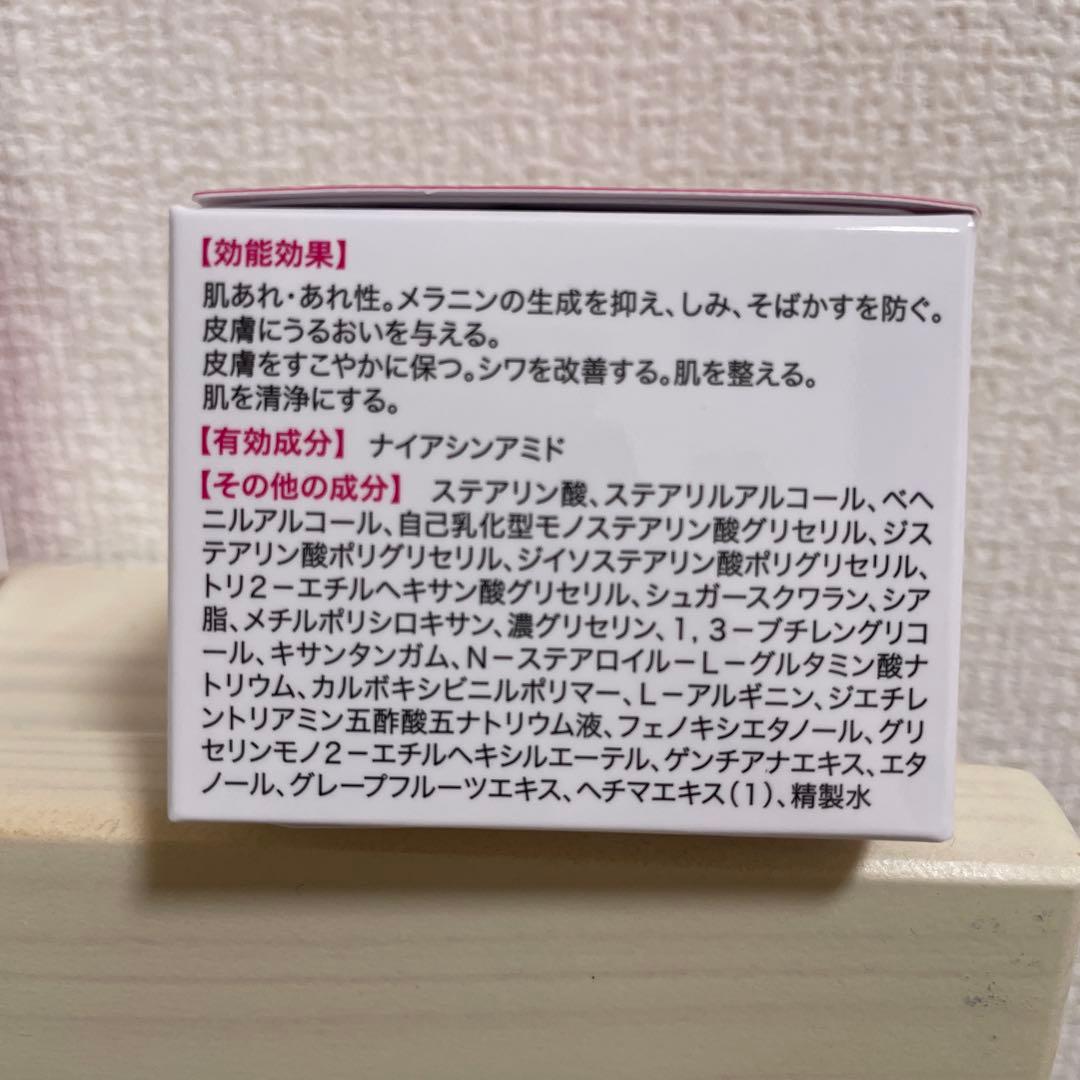 【効能効果】
肌あれ・あれ性。メラニンの生成を抑え、しみ、そばかすを防ぐ。
皮膚にうるおいを与える。
皮膚をすこやかに保つ。シワを改善する。肌を整える。
肌を清浄にする。
【有効成分】 ナイアシンアミド
【その他の成分】 ステアリン酸、ステアリルアルコール、ベヘ
ニルアルコール、自己乳化型モノステアリン酸グリセリル、ジス
テアリン酸ポリグリセリル、ジイソステアリン酸ポリグリセリル、
トリ2－エチルヘキサン酸グリセリル、シュガースクワラン、シア
脂、メチルポリシロキサン、濃グリセリン、1, 3－ブチレングリコ
ール、キサンタンガム、N－ステアロイル－L－グルタミン酸ナ
トリウム、カルボキシビニルポリマー、L－アルギニン、ジエチレ
ントリアミン五酢酸五ナトリウム液、フェノキシエタノール、グリ
セリンモノ2－エチルヘキシルエーテル、ゲンチアナエキス、エタ
ノール、グレープフルーツエキス、ヘチマエキス(1)、精製水